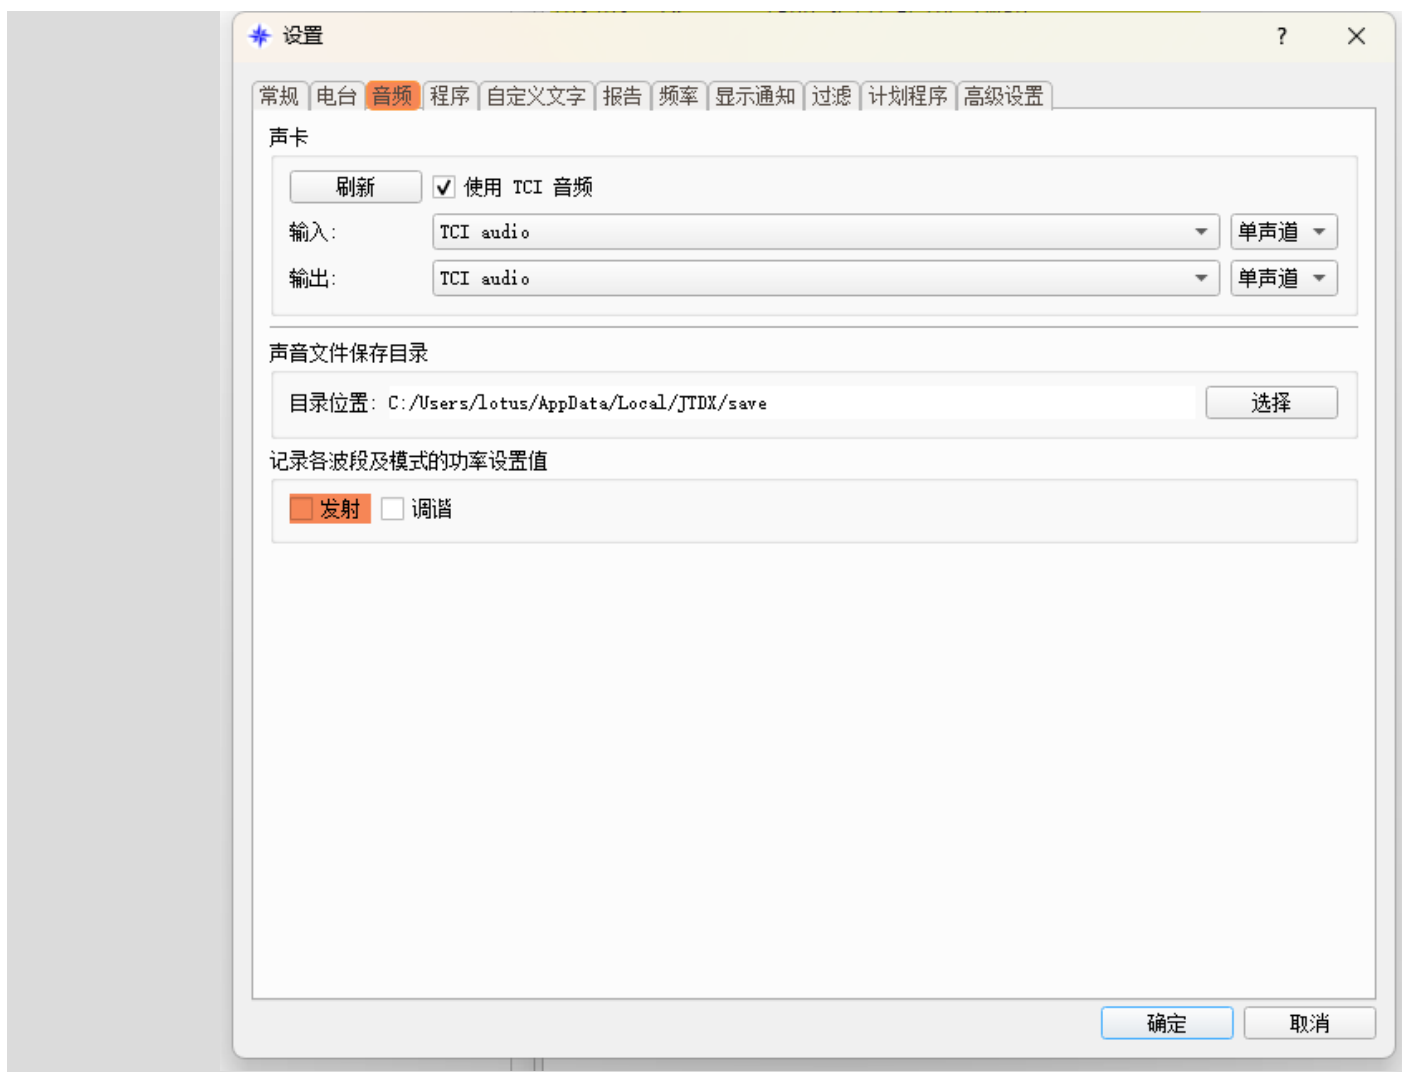 设置
?
常规 电台 音频 程序 自定义文字 报告 频率 显示通知 过滤 计划程序 高级设置
声卡
刷新 使用 TCI 音频
输入: TCI audio 单声道
输出: TCI audio 单声道
声音文件保存目录
目录位置: C:/Users/lotus/AppData/Local/JTDX/save 选择
记录各波段及模式的功率设置值
发射 调谐
确定 取消